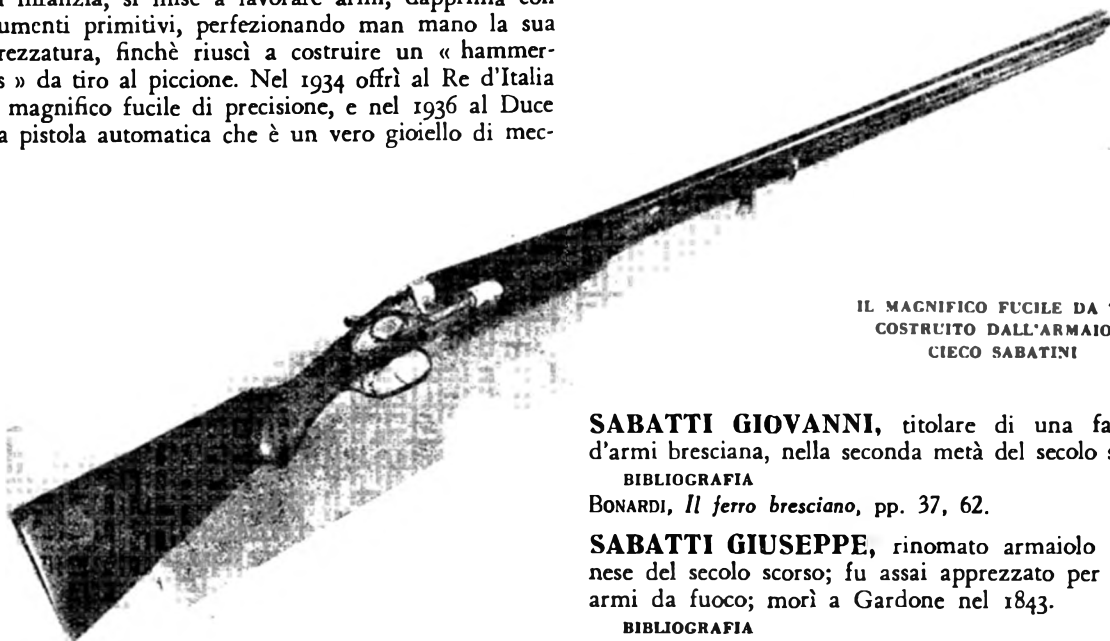 infanzia, si mise a lavorare armi, dapprima con
umenti primitivi, perfezionando man mano la sua
rezzatura, finchè riuscì a costruire un « hammer-
s » da tiro al piccione. Nel 1934 offrì al Re d'Italia
magnifico fucile di precisione, e nel 1936 al Duce
a pistola automatica che è un vero gioiello di mec-
IL MAGNIFICO FUCILE DA
COSTRUITO DALL'ARMAIO
CIECO SABATINI
SABATTI GIOVANNI, titolare di una fa
d'armi bresciana, nella seconda metà del secolo s
BIBLIOGRAFIA
BONARDI, Il ferro bresciano, pp. 37, 62.
SABATTI GIUSEPPE, rinomato armaiolo
nese del secolo scorso; fu assai apprezzato per
armi da fuoco; morì a Gardone nel 1843.
BIBLIOGRAFIA